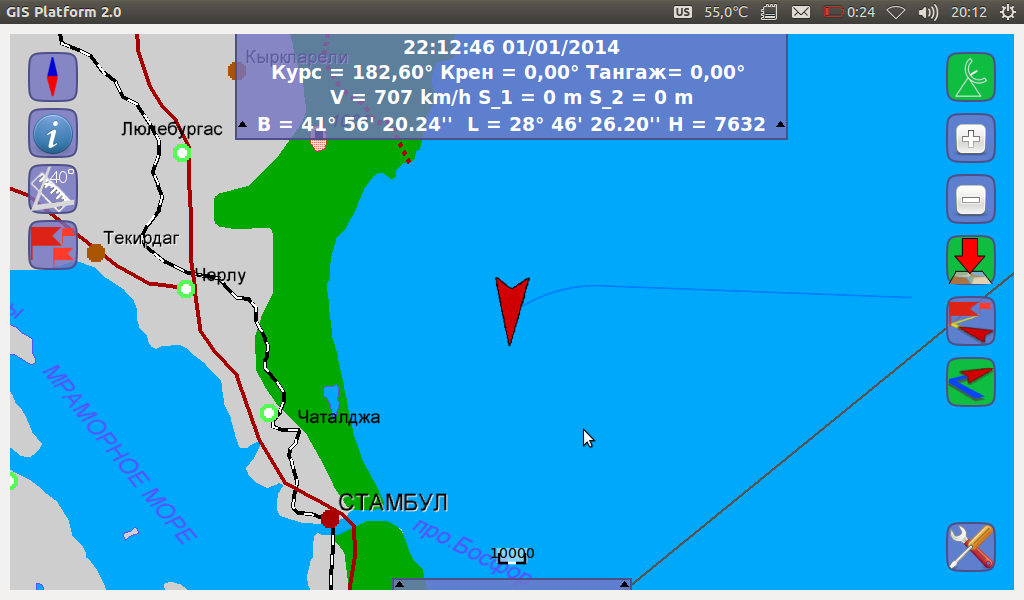 GIS Platform 2.0
US 55,0°C 0:24 20:12
Кыркларели
22:12:46 01/01/2014
Курс = 182,60° Крен = 0,00° Тангаж= 0,00°
V = 707 km/h S_1 = 0 m S_2 = 0 m
B = 41° 56' 20.24'' L = 28° 46' 26.20'' H = 7632
i
Люлебургас
40°
Текирдаг
Чорлу
Ы
МРАМОРНОЕ МОРЕ
Чаталджа
СТАМБУЛ
про.Босфор
10000